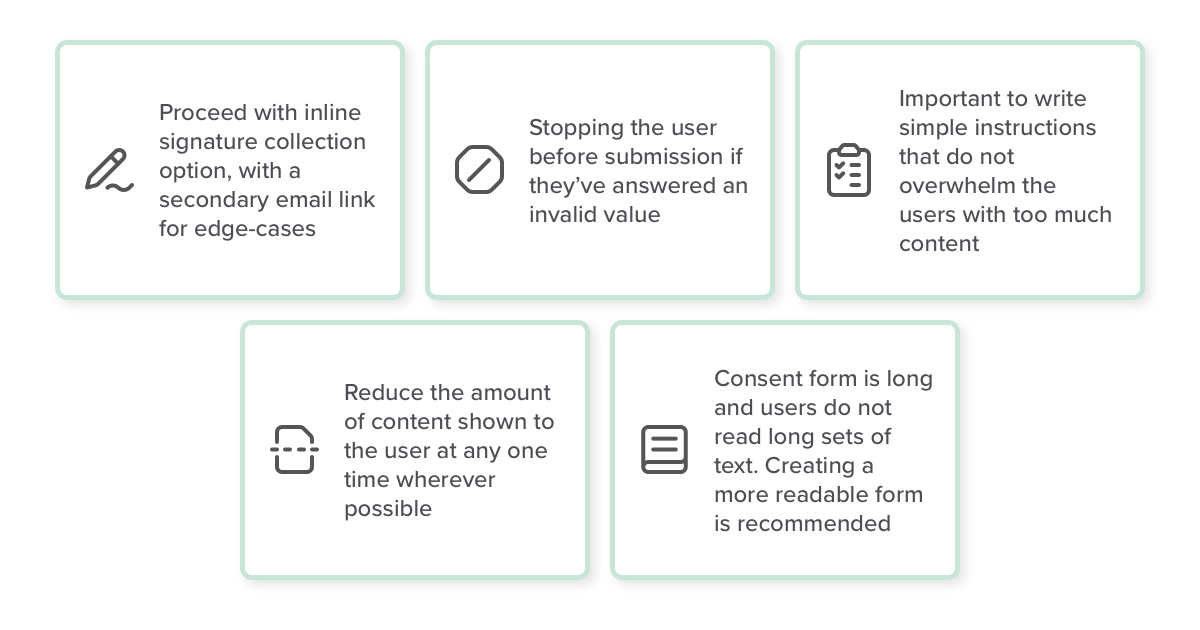 Proceed with inline
signature collection
option, with a
secondary email link
for edge-cases
Stopping the user
before submission if
they’ve answered an
invalid value
Important to write
simple instructions
that do not
overwhelm the
users with too much
content
Reduce the amount
of content shown to
the user at any one
time wherever
possible
Consent form is long
and users do not
read long sets of
text. Creating a
more readable form
is recommended